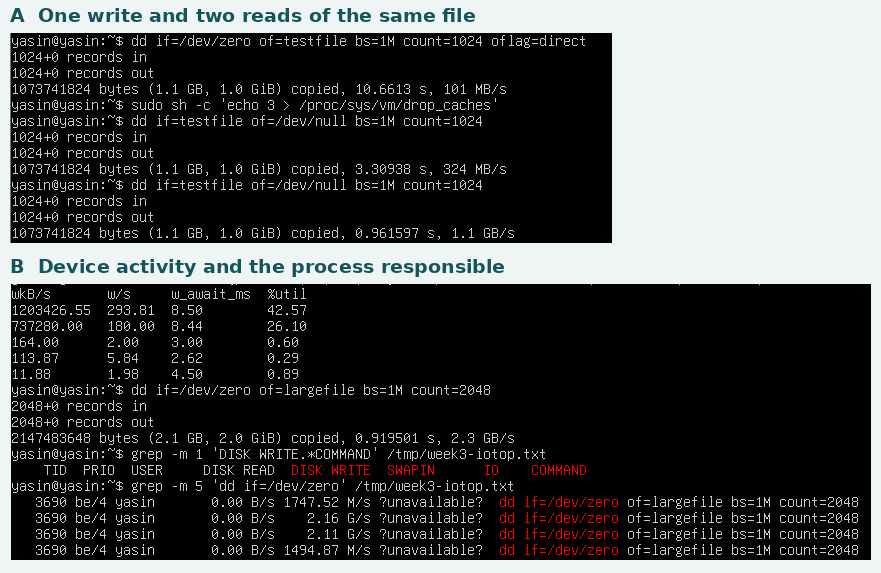 A One write and two reads of the same file
yasin@yasin:~$ dd if=/dev/zero of=testfile bs=1M count=1024 oflag=direct
1024+0 records in
1024+0 records out
1073741824 bytes (1.1 GB, 1.0 GiB) copied, 10.6613 s, 101 MB/s
yasin@yasin:~$ sudo sh -c 'echo 3 > /proc/sys/vm/drop_caches'
yasin@yasin:~$ dd if=testfile of=/dev/null bs=1M count=1024
1024+0 records in
1024+0 records out
1073741824 bytes (1.1 GB, 1.0 GiB) copied, 3.30938 s, 324 MB/s
yasin@yasin:~$ dd if=testfile of=/dev/null bs=1M count=1024
1024+0 records in
1024+0 records out
1073741824 bytes (1.1 GB, 1.0 GiB) copied, 0.961597 s, 1.1 GB/s
B Device activity and the process responsible
wkB/s w/s w_await_ms %util
1203426.55 293.81 8.50 42.57
737280.00 180.00 8.44 26.10
164.00 2.00 3.00 0.60
113.87 5.84 2.62 0.29
11.88 1.98 4.50 0.89
yasin@yasin:~$ dd if=/dev/zero of=largefile bs=1M count=2048
2048+0 records in
2048+0 records out
2147483648 bytes (2.1 GB, 2.0 GiB) copied, 0.919501 s, 2.3 GB/s
yasin@yasin:~$ grep -m 1 'DISK WRITE.*COMMAND' /tmp/week3-iotop.txt
TID PRIO USER DISK READ DISK WRITE SWAPIN IO COMMAND
yasin@yasin:~$ grep -m 5 'dd if=/dev/zero' /tmp/week3-iotop.txt
3690 be/4 yasin 0.00 B/s 1747.52 M/s ?unavailable? dd if=/dev/zero of=largefile bs=1M count=2048
3690 be/4 yasin 0.00 B/s 2.16 G/s ?unavailable? dd if=/dev/zero of=largefile bs=1M count=2048
3690 be/4 yasin 0.00 B/s 2.11 G/s ?unavailable? dd if=/dev/zero of=largefile bs=1M count=2048
3690 be/4 yasin 0.00 B/s 1494.87 M/s ?unavailable? dd if=/dev/zero of=largefile bs=1M count=2048